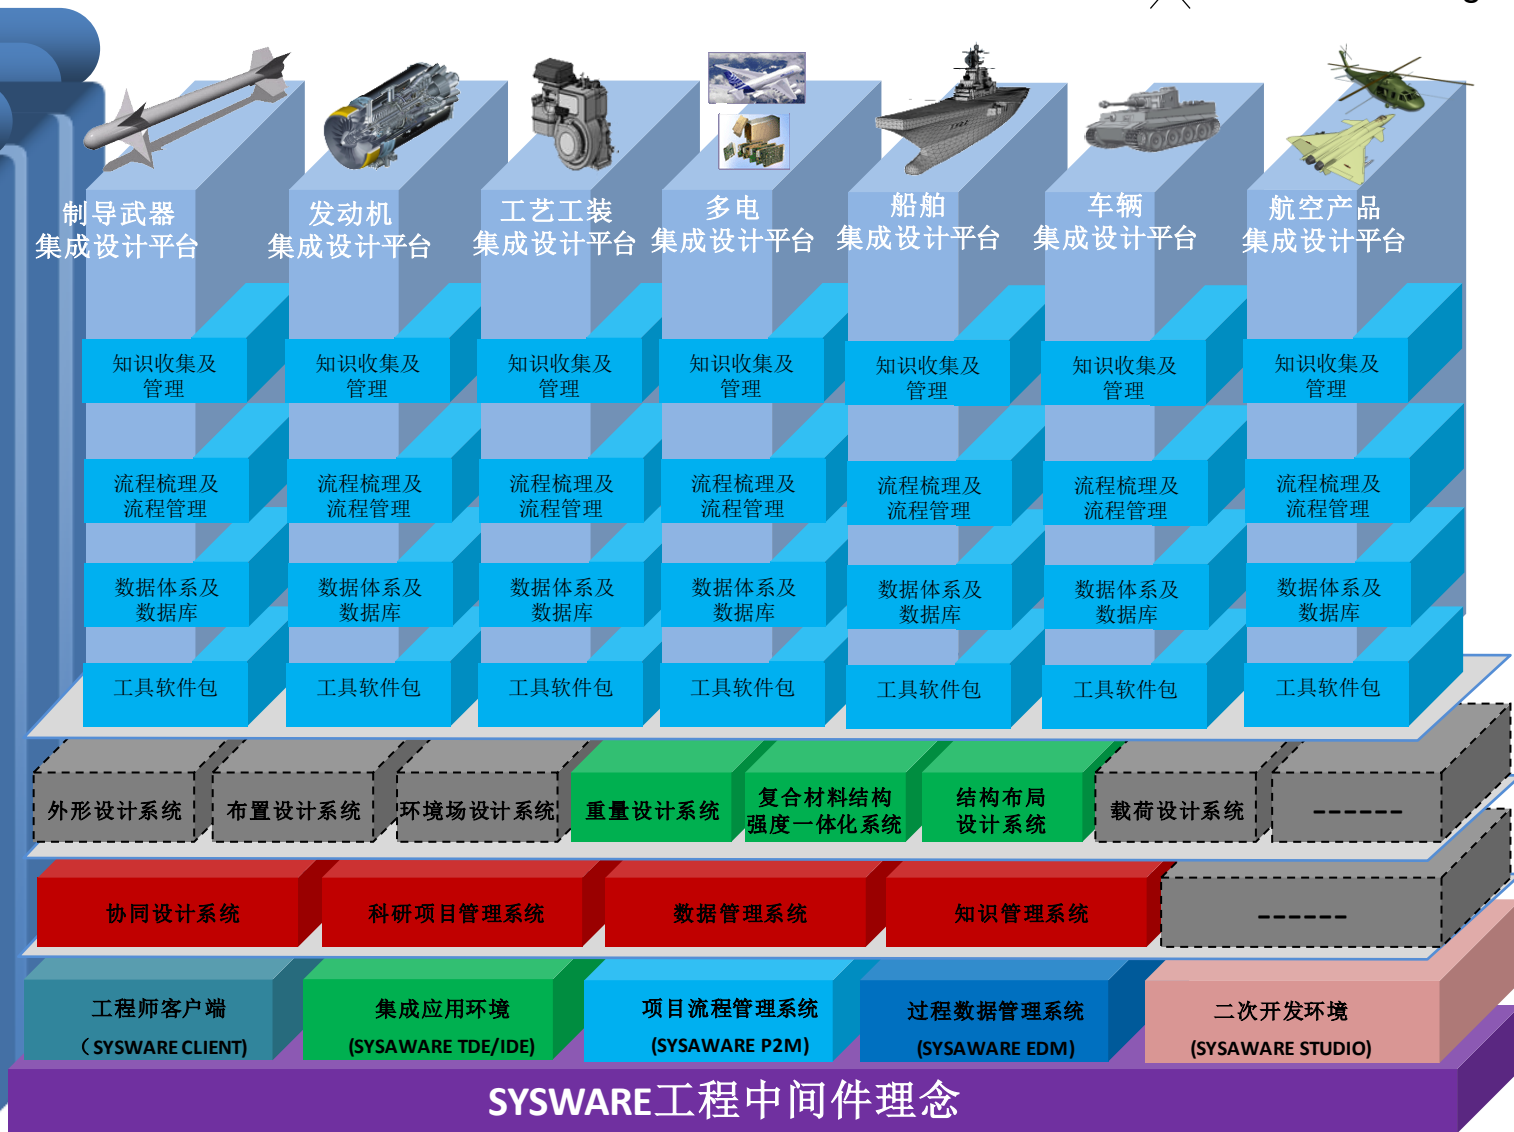 制导武器
集成设计平台
发动机
集成设计平台
工艺工装
集成设计平台
多电
集成设计平台
船舶
集成设计平台
车辆
集成设计平台
航空产品
集成设计平台
知识收集及
管理
知识收集及
管理
知识收集及
管理
知识收集及
管理
知识收集及
管理
知识收集及
管理
知识收集及
管理
流程梳理及
流程管理
流程梳理及
流程管理
流程梳理及
流程管理
流程梳理及
流程管理
流程梳理及
流程管理
流程梳理及
流程管理
流程梳理及
流程管理
数据体系及
数据库
数据体系及
数据库
数据体系及
数据库
数据体系及
数据库
数据体系及
数据库
数据体系及
数据库
数据体系及
数据库
工具软件包
工具软件包
工具软件包
工具软件包
工具软件包
工具软件包
工具软件包
外形设计系统
布置设计系统
环境场设计系统
重量设计系统
复合材料结构
强度一体化系统
结构布局
设计系统
载荷设计系统
------
协同设计系统
科研项目管理系统
数据管理系统
知识管理系统
------
工程师客户端
（SYSWARE CLIENT)
集成应用环境
(SYSAWARE TDE/IDE)
项目流程管理系统
(SYSAWARE P2M)
过程数据管理系统
(SYSAWARE EDM)
二次开发环境
(SYSAWARE STUDIO)
SYSWARE工程中间件理念